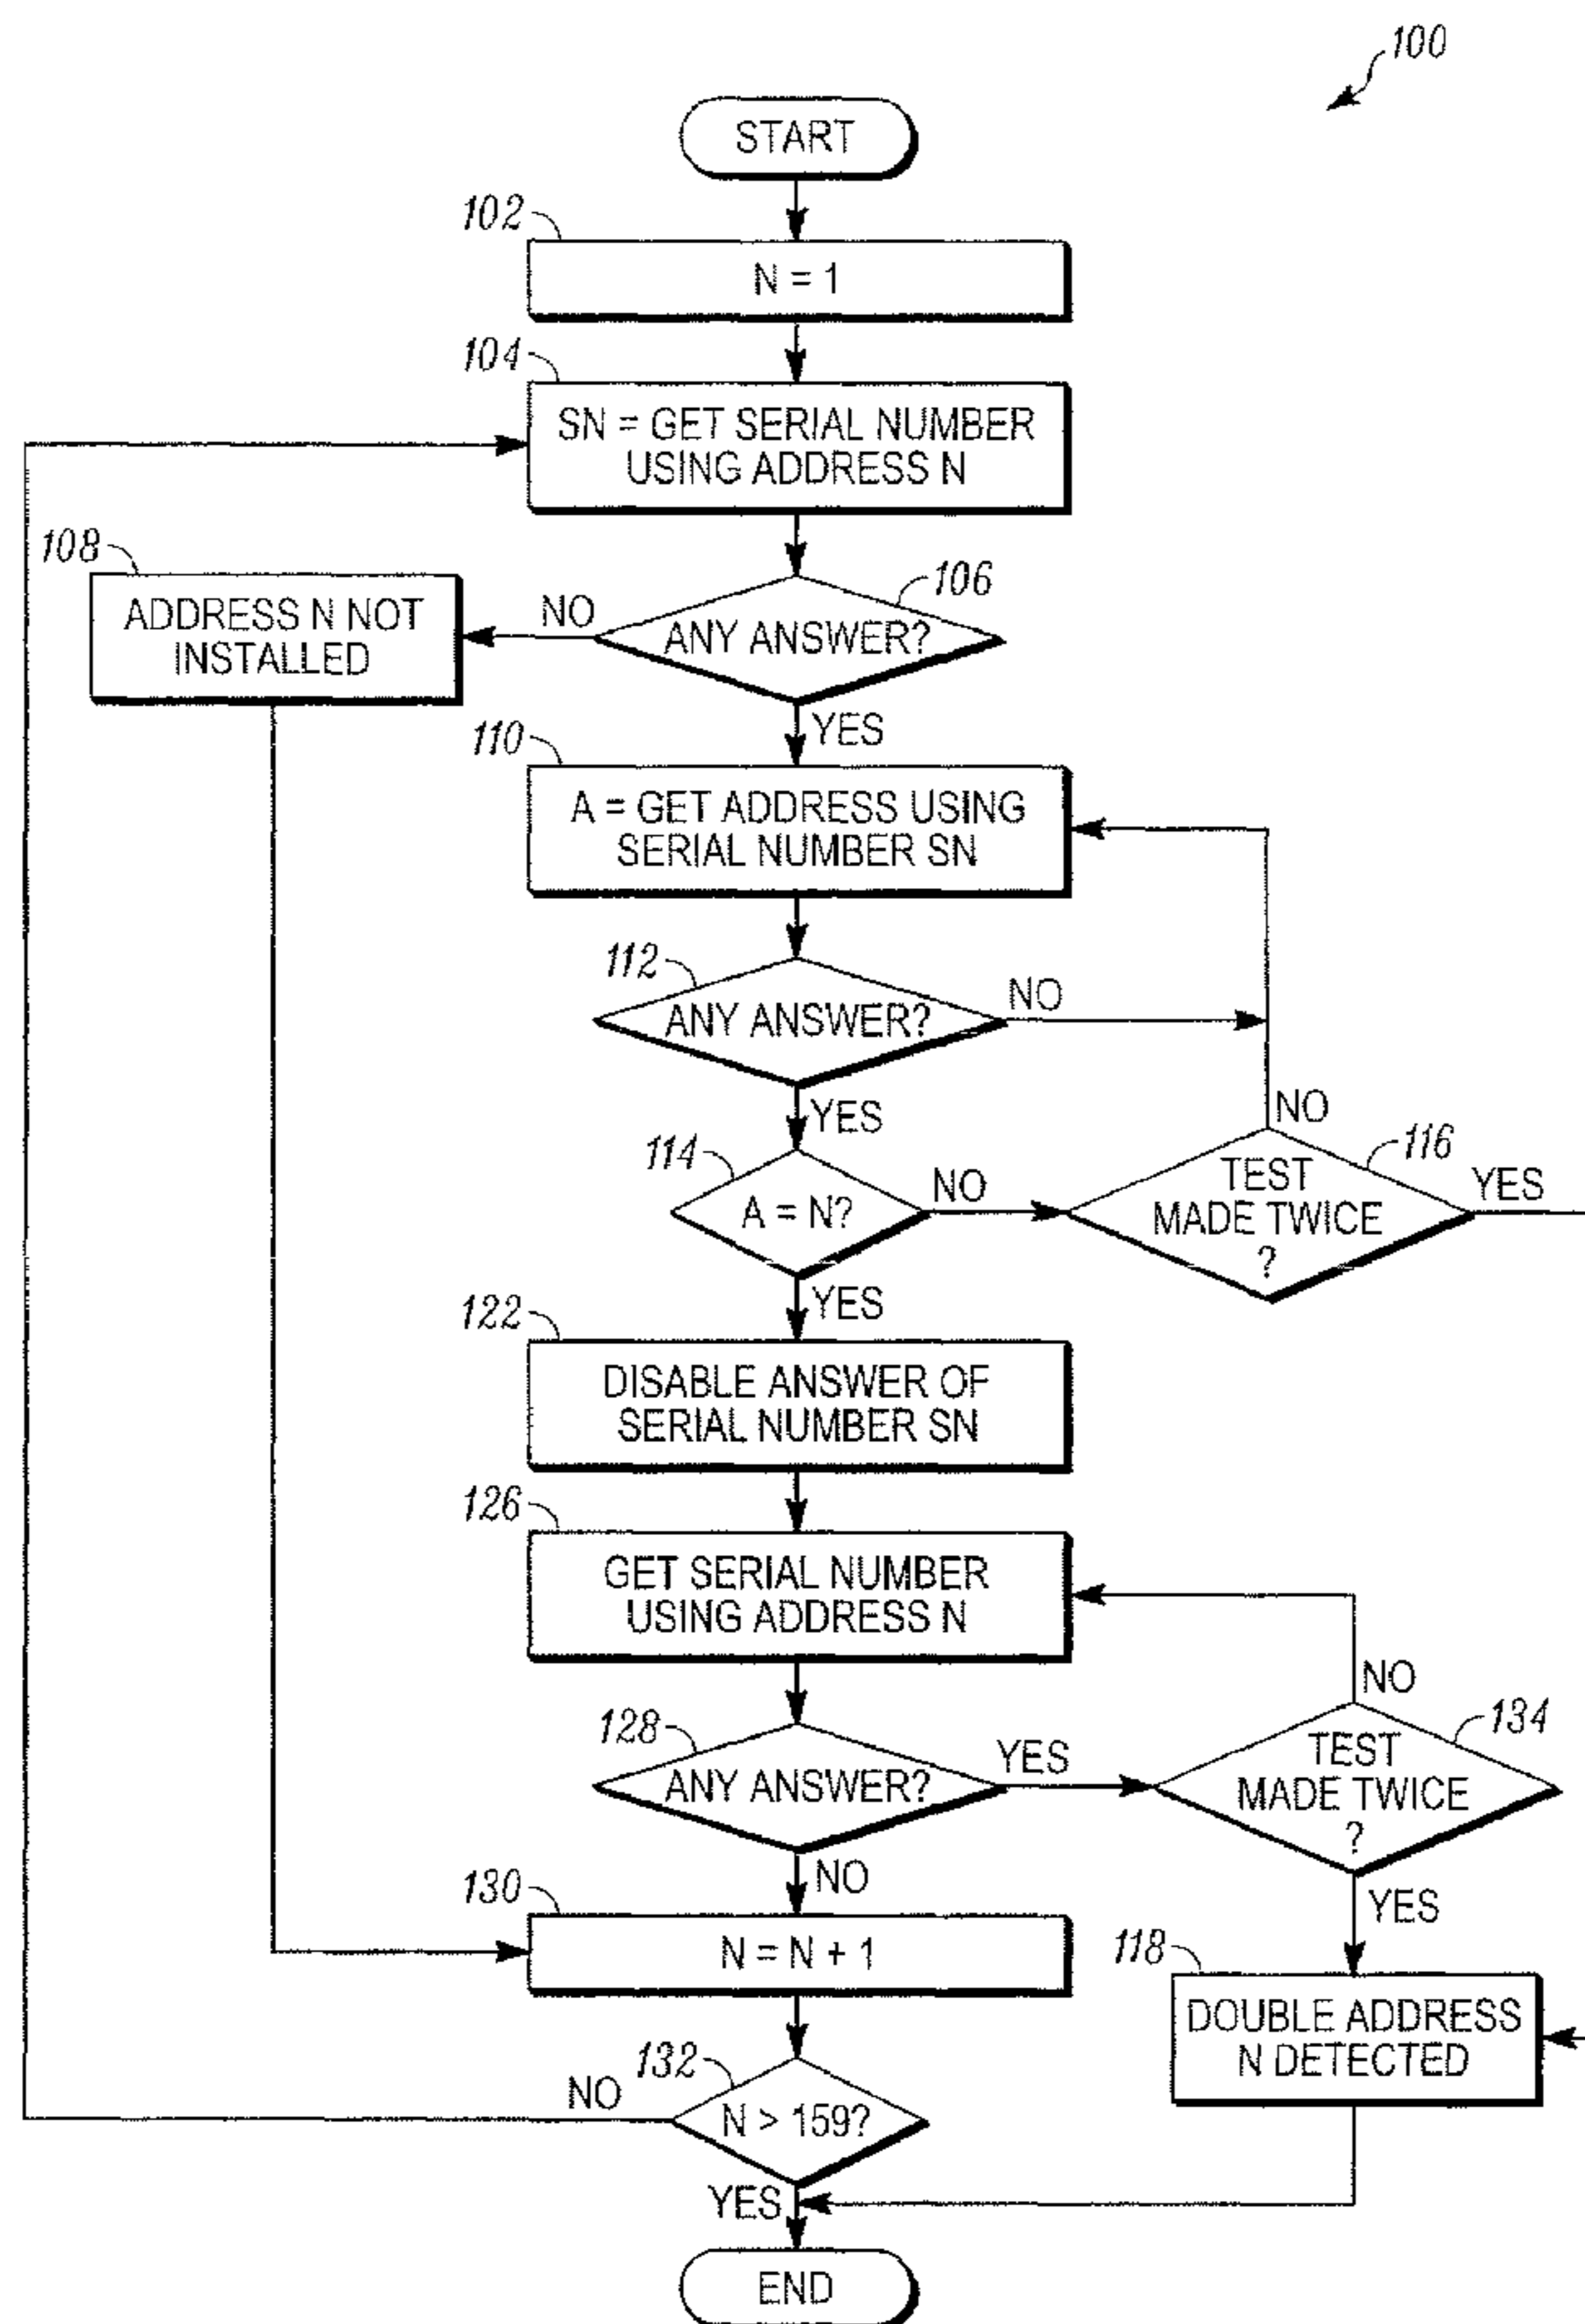 100
START
102
N = 1
104
SN = GET SERIAL NUMBER
USING ADDRESS N
108
ADDRESS N NOT
INSTALLED
NO
106
ANY ANSWER?
YES
110
A = GET ADDRESS USING
SERIAL NUMBER SN
112
ANY ANSWER?
NO
YES
114
A = N?
NO
NO
116
TEST
MADE TWICE
?
YES
YES
122
DISABLE ANSWER OF
SERIAL NUMBER SN
126
GET SERIAL NUMBER
USING ADDRESS N
128
ANY ANSWER?
YES
NO
134
TEST
MADE TWICE
?
NO
YES
130
N = N + 1
118
DOUBLE ADDRESS
N DETECTED
132
NO
N > 159?
YES
END